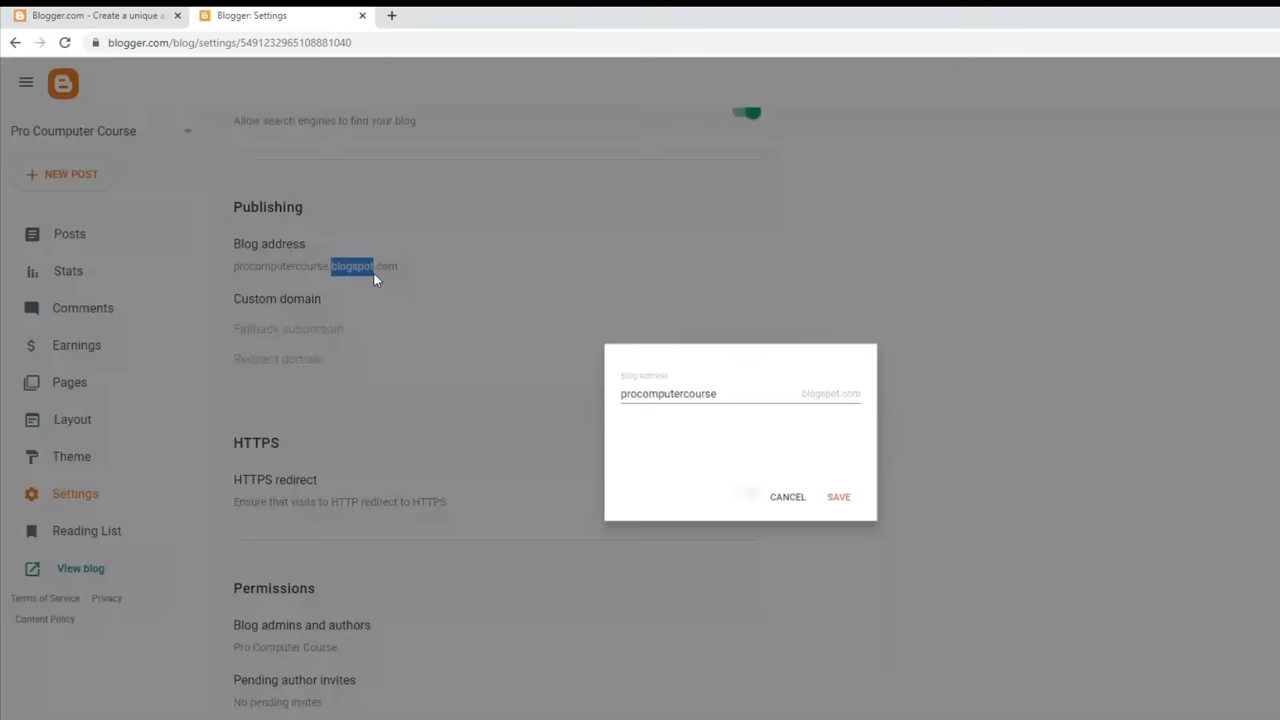 Blogger.com - Create a unique a
Blogger: Settings
blogger.com/blog/settings/5491232965108881040
Pro Coumputer Course
NEW POST
Posts
Stats
Comments
Earnings
Pages
Layout
Theme
Settings
Reading List
View blog
Terms of Service Privacy
Content Policy
Allow search engines to find your blog
Publishing
Blog address
procomputercourse.blogspot.com
Custom domain
Fallback subdomain
Redirect domain
HTTPS
HTTPS redirect
Ensure that visits to HTTP redirect to HTTPS
Permissions
Blog admins and authors
Pro Computer Course
Pending author invites
No pending invites
Blog address
procomputercourse blogspot.com
CANCEL SAVE